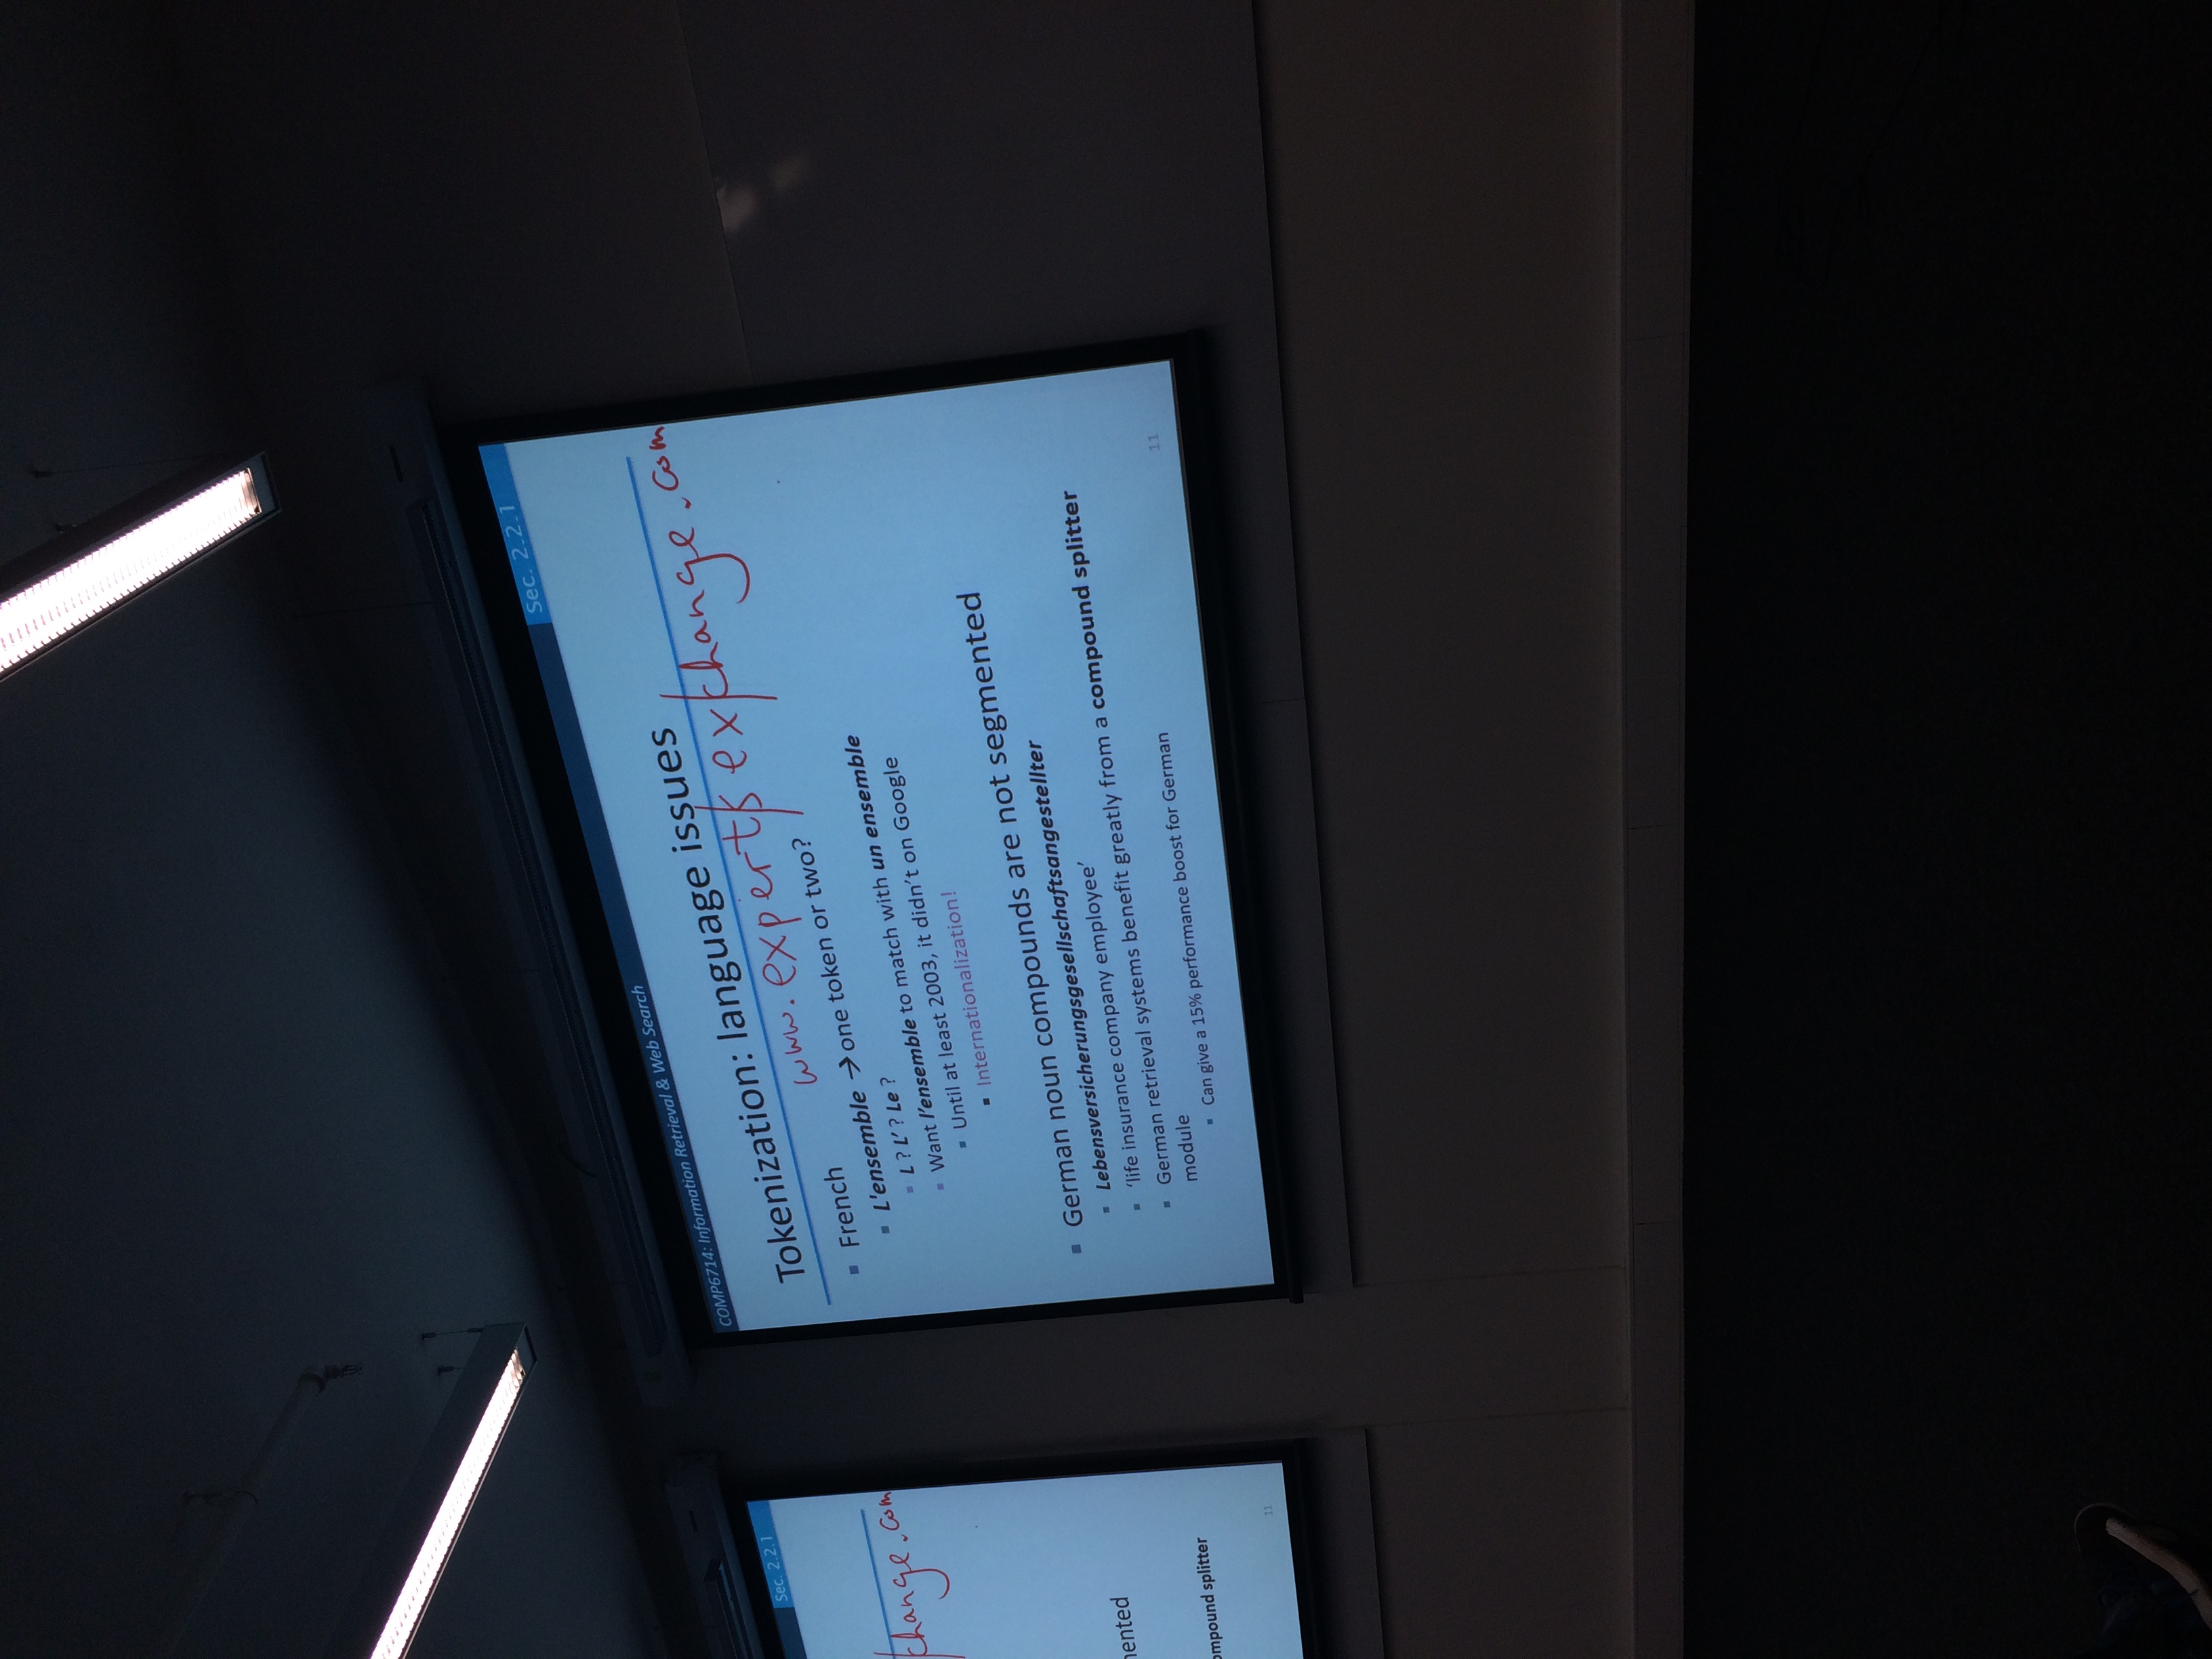 COMP6714: Information Retrieval & Web Search
Sec. 2.2.1
Tokenization: language issues
www.expertsexchange.com
French
L'ensemble → one token or two?
L ? L’ ? Le ?
Want l’ensemble to match with un ensemble
Until at least 2003, it didn’t on Google
Internationalization!
German noun compounds are not segmented
Lebensversicherungsgesellschaftsangestellter
‘life insurance company employee’
German retrieval systems benefit greatly from a compound splitter
module
Can give a 15% performance boost for German
11
Sec. 2.2.1
change.com
mented
ompound splitter
11